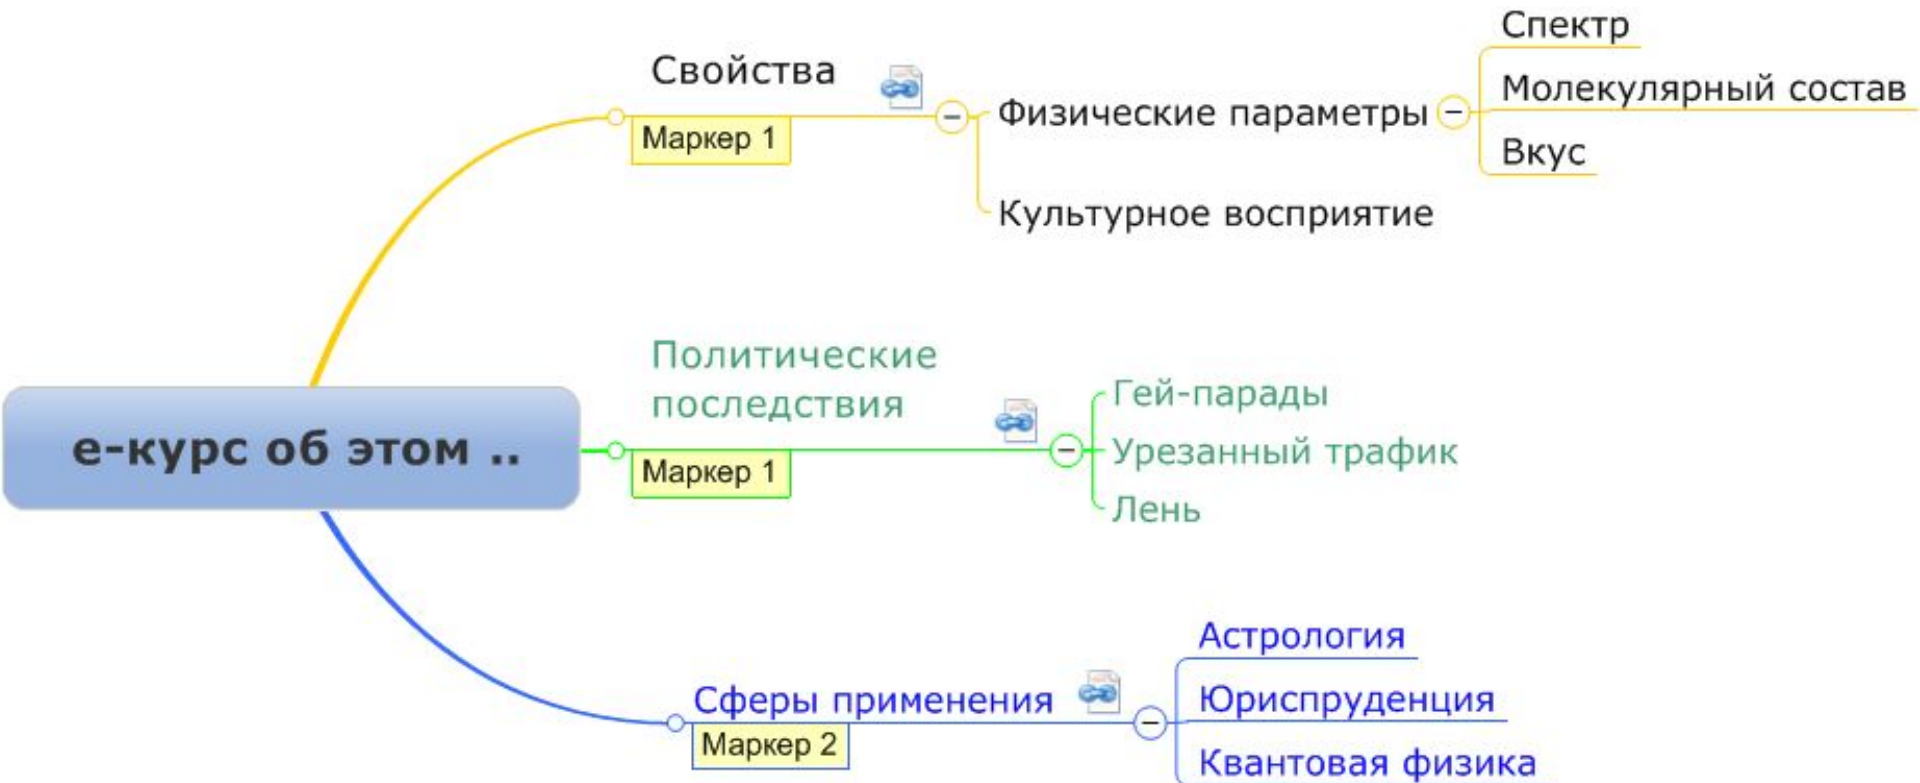 Спектр
Свойства
Молекулярный состав
Физические параметры
Маркер 1
Вкус
Культурное восприятие
Политические
последствия
Гей-парады
е-курс об этом ..
Урезанный трафик
Маркер 1
Лень
Астрология
Сферы применения
Юриспруденция
Маркер 2
Квантовая физика